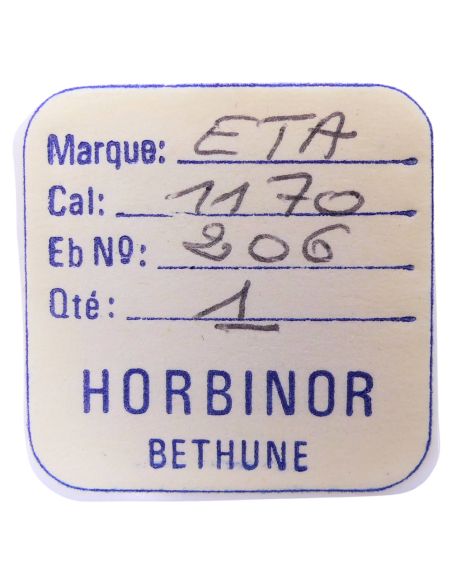 Marque: ETA
Cal: 1170
Eb Nº: 206
Qté: 1
HORBINOR
BETHUNE